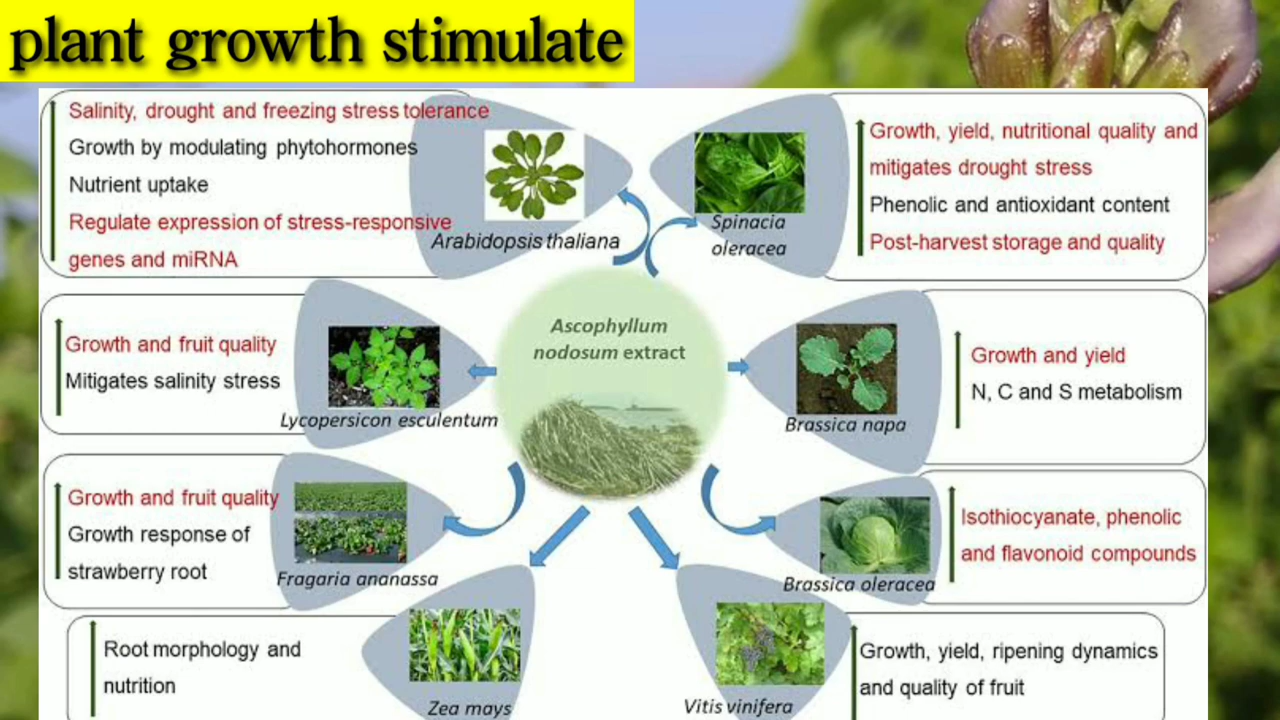 plant growth stimulate
Salinity, drought and freezing stress tolerance
Growth by modulating phytohormones
Nutrient uptake
Regulate expression of stress-responsive
genes and miRNA
Arabidopsis thaliana
Spinacia
oleracea
Growth, yield, nutritional quality and
mitigates drought stress
Phenolic and antioxidant content
Post-harvest storage and quality
Growth and fruit quality
Mitigates salinity stress
Lycopersicon esculentum
Ascophyllum
nodosum extract
Brassica napa
Growth and yield
N, C and S metabolism
Growth and fruit quality
Growth response of
strawberry root
Fragaria ananassa
Brassica oleracea
Isothiocyanate, phenolic
and flavonoid compounds
Root morphology and
nutrition
Zea mays
Vitis vinifera
Growth, yield, ripening dynamics
and quality of fruit